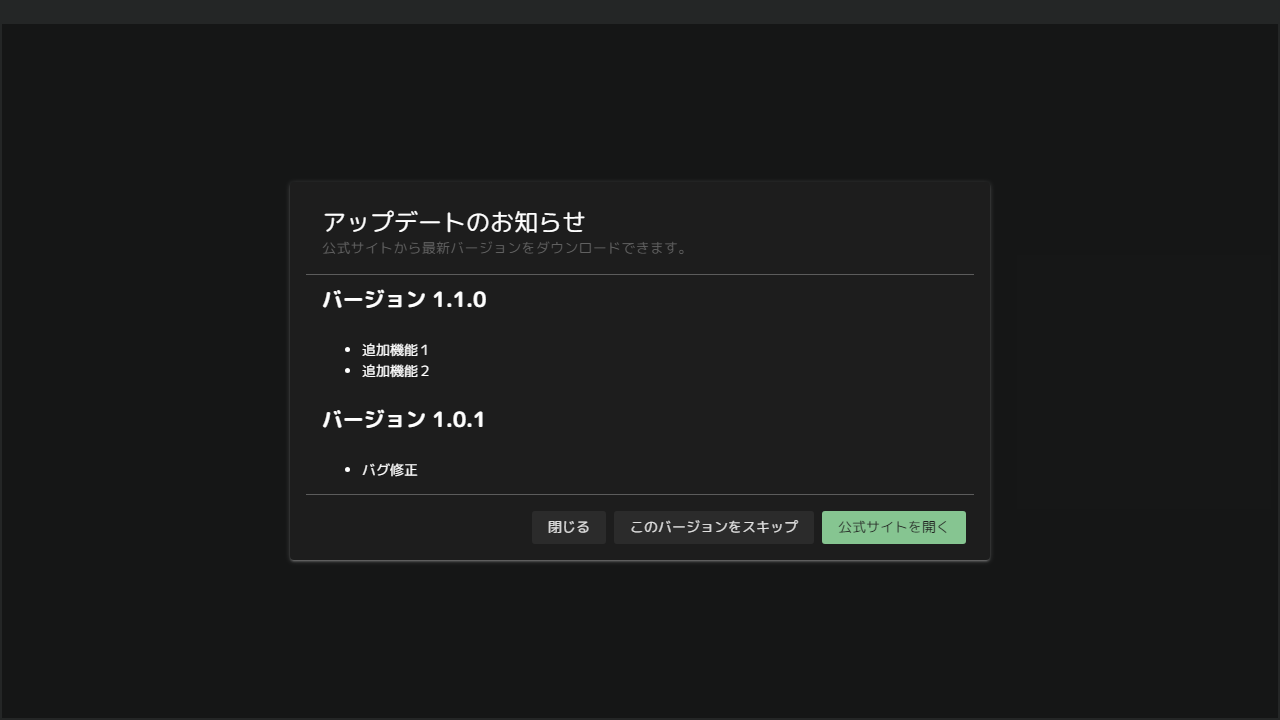 アップデートのお知らせ
公式サイトから最新バージョンをダウンロードできます。
バージョン 1.1.0
追加機能１
追加機能２
バージョン 1.0.1
バグ修正
閉じる このバージョンをスキップ 公式サイトを開く